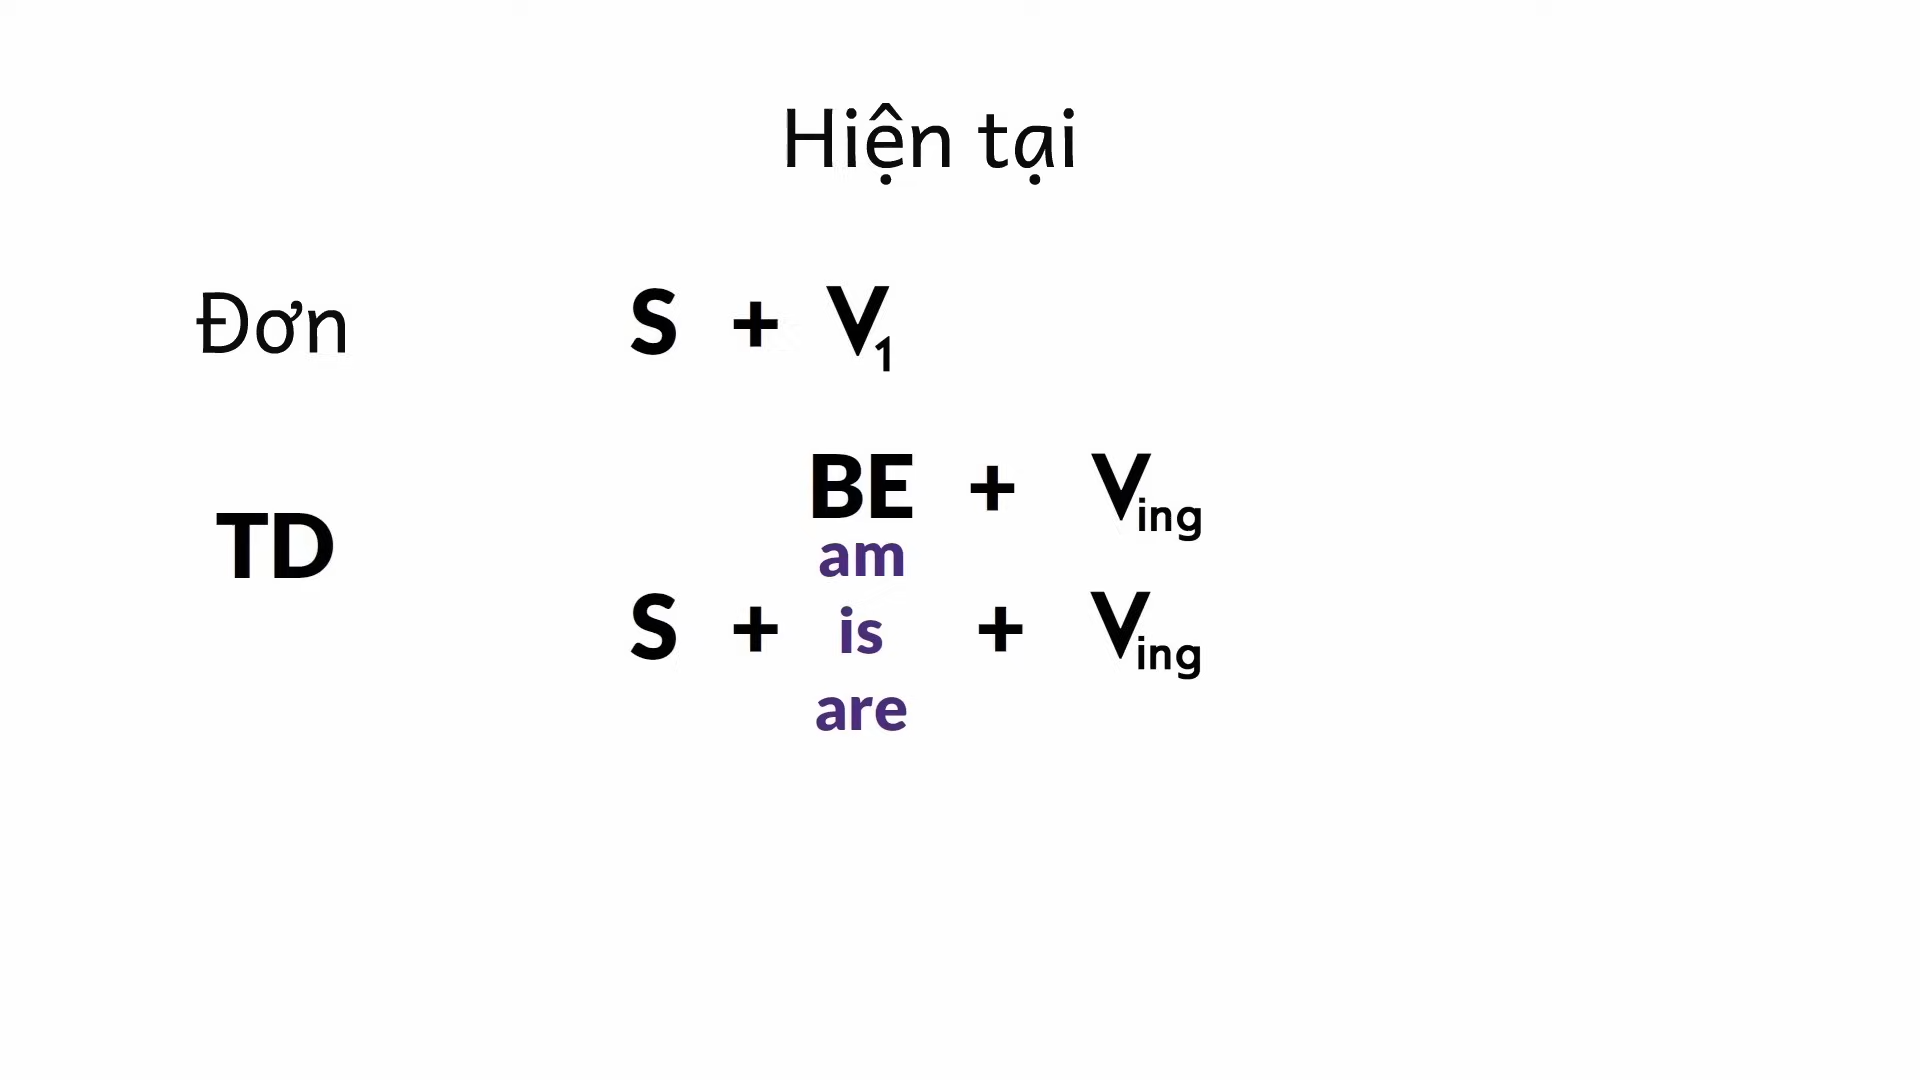 Hiện tại
Đơn S + V1
BE + Ving
TD
am
S + is + Ving
are